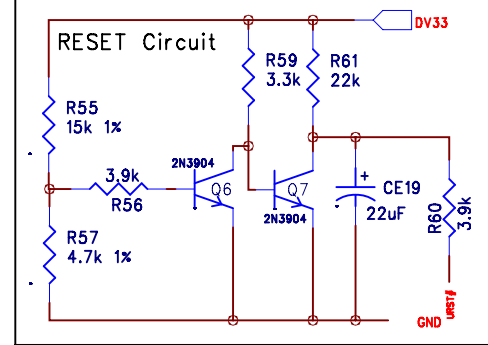 RESET Circuit
DV33
R59
3.3k
R61
22k
R55
15k 1%
3.9k
R56
2N3904
Q6
Q7
2N3904
+
CE19
22uF
R60
3.9k
R57
4.7k 1%
URST#
GND